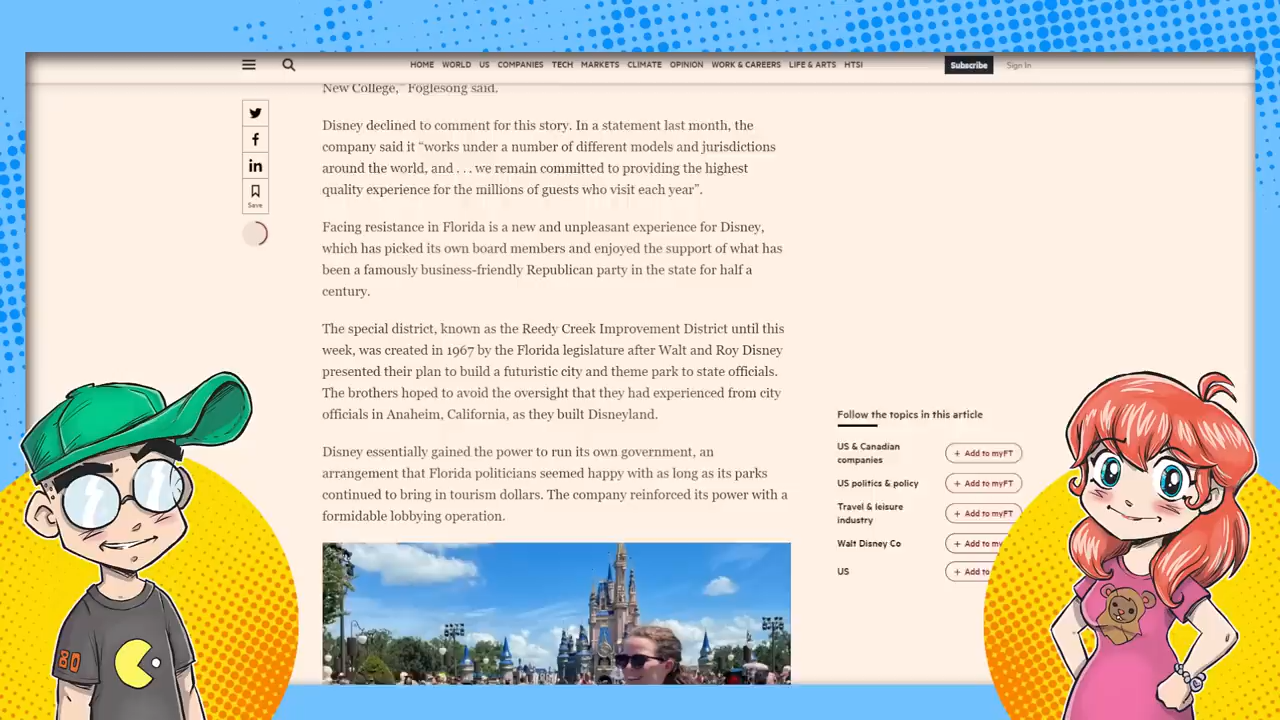 HOME WORLD US COMPANIES TECH MARKETS CLIMATE OPINION WORK & CAREERS LIFE & ARTS HTSI Subscribe Sign In
New College,” Foglesong said.
Disney declined to comment for this story. In a statement last month, the
company said it “works under a number of different models and jurisdictions
around the world, and . . . we remain committed to providing the highest
quality experience for the millions of guests who visit each year”.
Save
Facing resistance in Florida is a new and unpleasant experience for Disney,
which has picked its own board members and enjoyed the support of what has
been a famously business-friendly Republican party in the state for half a
century.
The special district, known as the Reedy Creek Improvement District until this
week, was created in 1967 by the Florida legislature after Walt and Roy Disney
presented their plan to build a futuristic city and theme park to state officials.
The brothers hoped to avoid the oversight that they had experienced from city
officials in Anaheim, California, as they built Disneyland.
Disney essentially gained the power to run its own government, an
arrangement that Florida politicians seemed happy with as long as its parks
continued to bring in tourism dollars. The company reinforced its power with a
formidable lobbying operation.
Follow the topics in this article
US & Canadian
companies
+ Add to myFT
US politics & policy + Add to myFT
Travel & leisure
industry
+ Add to myFT
Walt Disney Co + Add to my
US + Add to
80